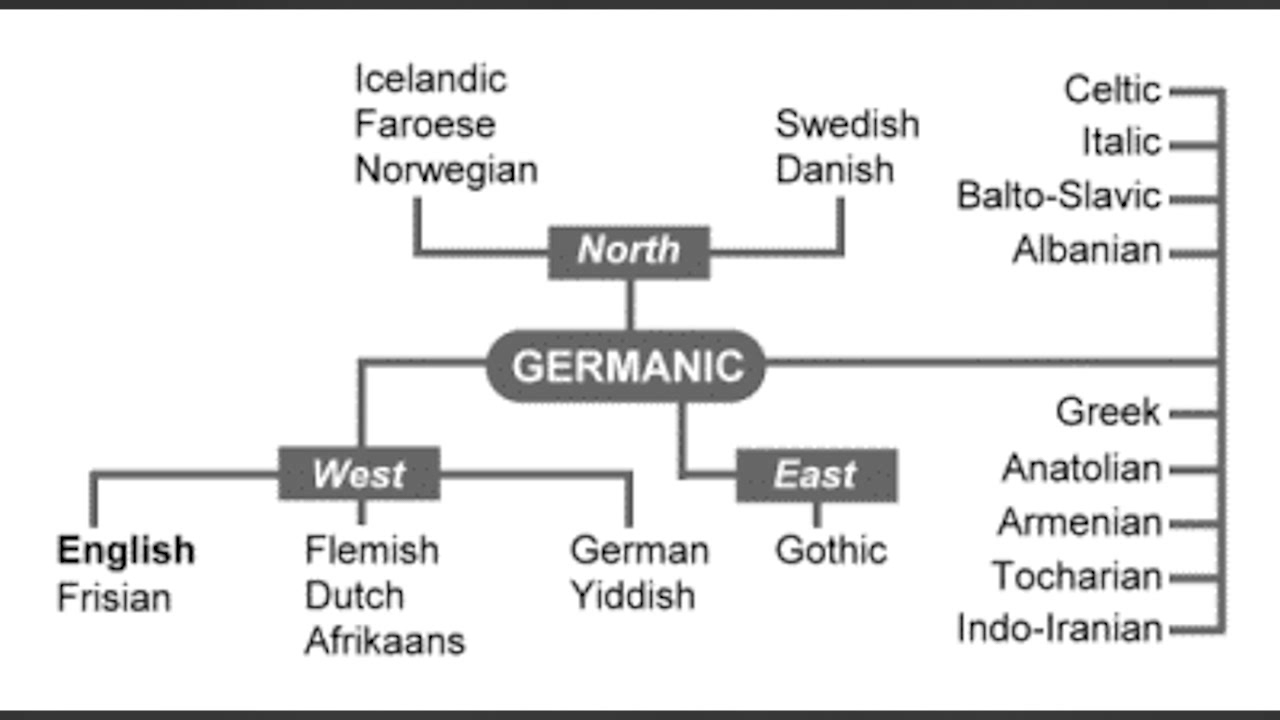 Icelandic
Faroese
Norwegian
Swedish
Danish
North
GERMANIC
West
East
English
Frisian
Flemish
Dutch
Afrikaans
German
Yiddish
Gothic
Celtic
Italic
Balto-Slavic
Albanian
Greek
Anatolian
Armenian
Tocharian
Indo-Iranian